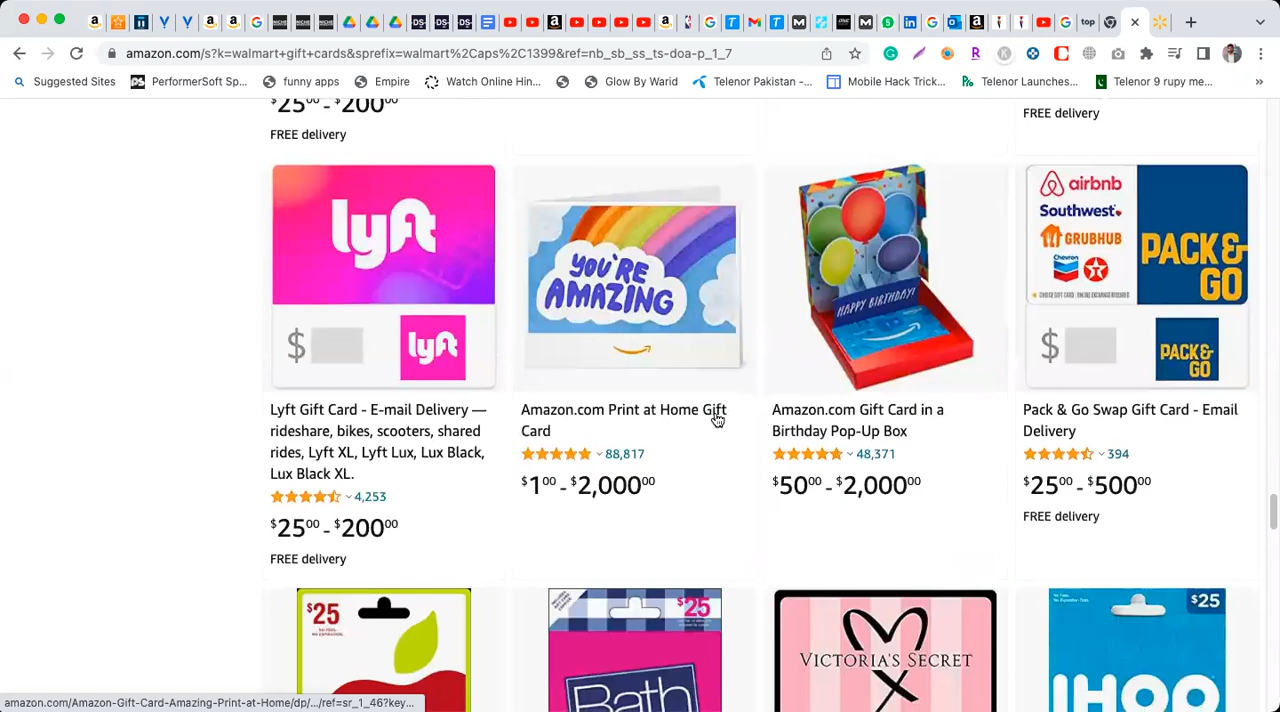 amazon.com/s?k=walmart+gift+cards&sprefix=walmart%2Caps%2C1399&ref=nb_sb_ss_ts-doa-p_1_7
Suggested Sites
PerformerSoft Sp...
funny apps
Empire
Watch Online Hin...
Glow By Warid
Telenor Pakistan -...
Mobile Hack Trick...
Telenor Launches...
Telenor 9 rupy me...
»
$25⁰⁰ - $200⁰⁰
FREE delivery
FREE delivery
lyft
$
lyft
YOU'RE
AMAZING
HAPPY BIRTHDAY!
airbnb
Southwest
GRUBHUB
Chevron
PACK &
GO
$
PACK &
GO
Lyft Gift Card - E-mail Delivery —
rideshare, bikes, scooters, shared
rides, Lyft XL, Lyft Lux, Lux Black,
Lux Black XL.
4,253
$25⁰⁰ - $200⁰⁰
FREE delivery
Amazon.com Print at Home Gift
Card
88,817
$1⁰⁰ - $2,000⁰⁰
Amazon.com Gift Card in a
Birthday Pop-Up Box
48,371
$50⁰⁰ - $2,000⁰⁰
Pack & Go Swap Gift Card - Email
Delivery
394
$25⁰⁰ - $500⁰⁰
FREE delivery
$25
$25
Bath
VICTORIA'S SECRET
$25
IHOP
amazon.com/Amazon-Gift-Card-Amazing-Print-at-Home/dp/.../ref=sr_1_46?key...